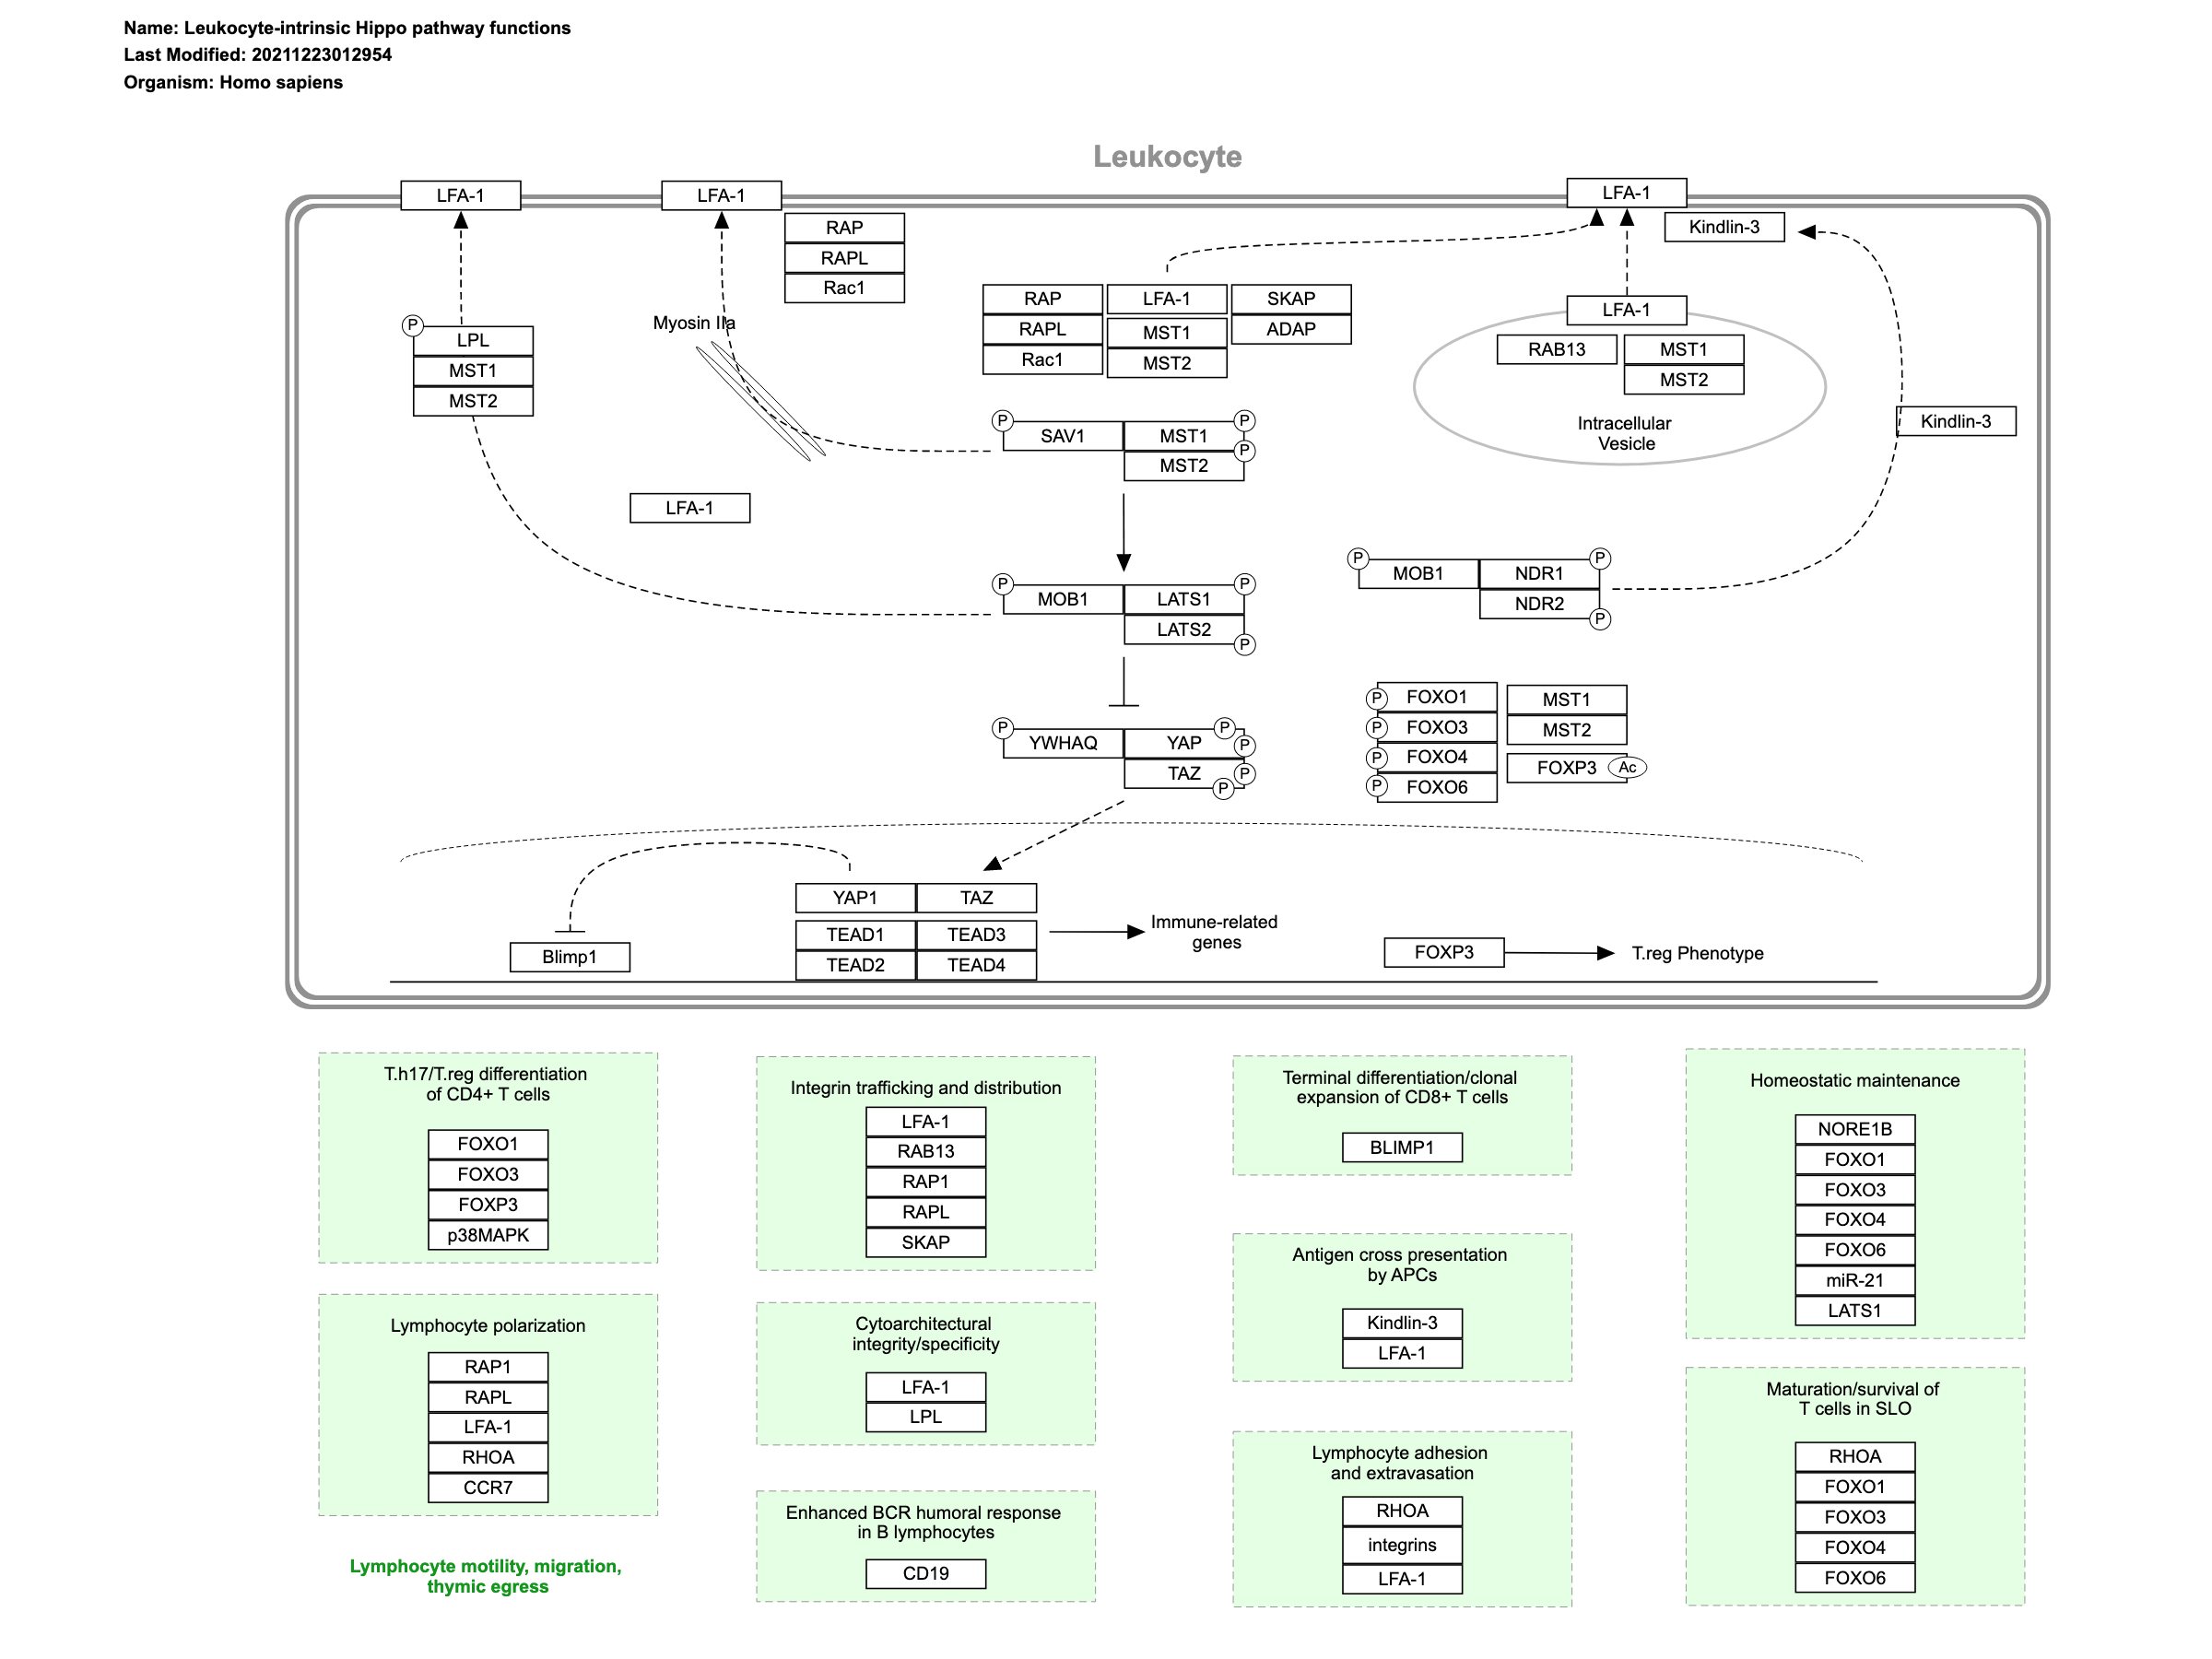 Name: Leukocyte-intrinsic Hippo pathway functions
Last Modified: 20211223012954
Organism: Homo sapiens
Leukocyte
LFA-1
LFA-1
LFA-1
RAP
RAPL
Rac1
Kindlin-3
Myosin IIa
P
LPL
MST1
MST2
RAP
RAPL
Rac1
LFA-1
MST1
MST2
SKAP
ADAP
LFA-1
RAB13
MST1
MST2
Intracellular
Vesicle
Kindlin-3
P
SAV1
MST1
P
MST2
P
LFA-1
P
MOB1
LATS1
P
LATS2
P
P
MOB1
NDR1
P
NDR2
P
P
YWHAQ
YAP
P
P
TAZ
P
P
P
FOXO1
P
FOXO3
P
FOXO4
P
FOXO6
MST1
MST2
FOXP3
Ac
Blimp1
YAP1
TAZ
TEAD1
TEAD3
TEAD2
TEAD4
Immune-related
genes
FOXP3
T.reg Phenotype
T.h17/T.reg differentiation
of CD4+ T cells
FOXO1
FOXO3
FOXP3
p38MAPK
Integrin trafficking and distribution
LFA-1
RAB13
RAP1
RAPL
SKAP
Terminal differentiation/clonal
expansion of CD8+ T cells
BLIMP1
Homeostatic maintenance
NORE1B
FOXO1
FOXO3
FOXO4
FOXO6
miR-21
LATS1
Lymphocyte polarization
RAP1
RAPL
LFA-1
RHOA
CCR7
Cytoarchitectural
integrity/specificity
LFA-1
LPL
Antigen cross presentation
by APCs
Kindlin-3
LFA-1
Maturation/survival of
T cells in SLO
RHOA
FOXO1
FOXO3
FOXO4
FOXO6
Lymphocyte motility, migration,
thymic egress
Enhanced BCR humoral response
in B lymphocytes
CD19
Lymphocyte adhesion
and extravasation
RHOA
integrins
LFA-1